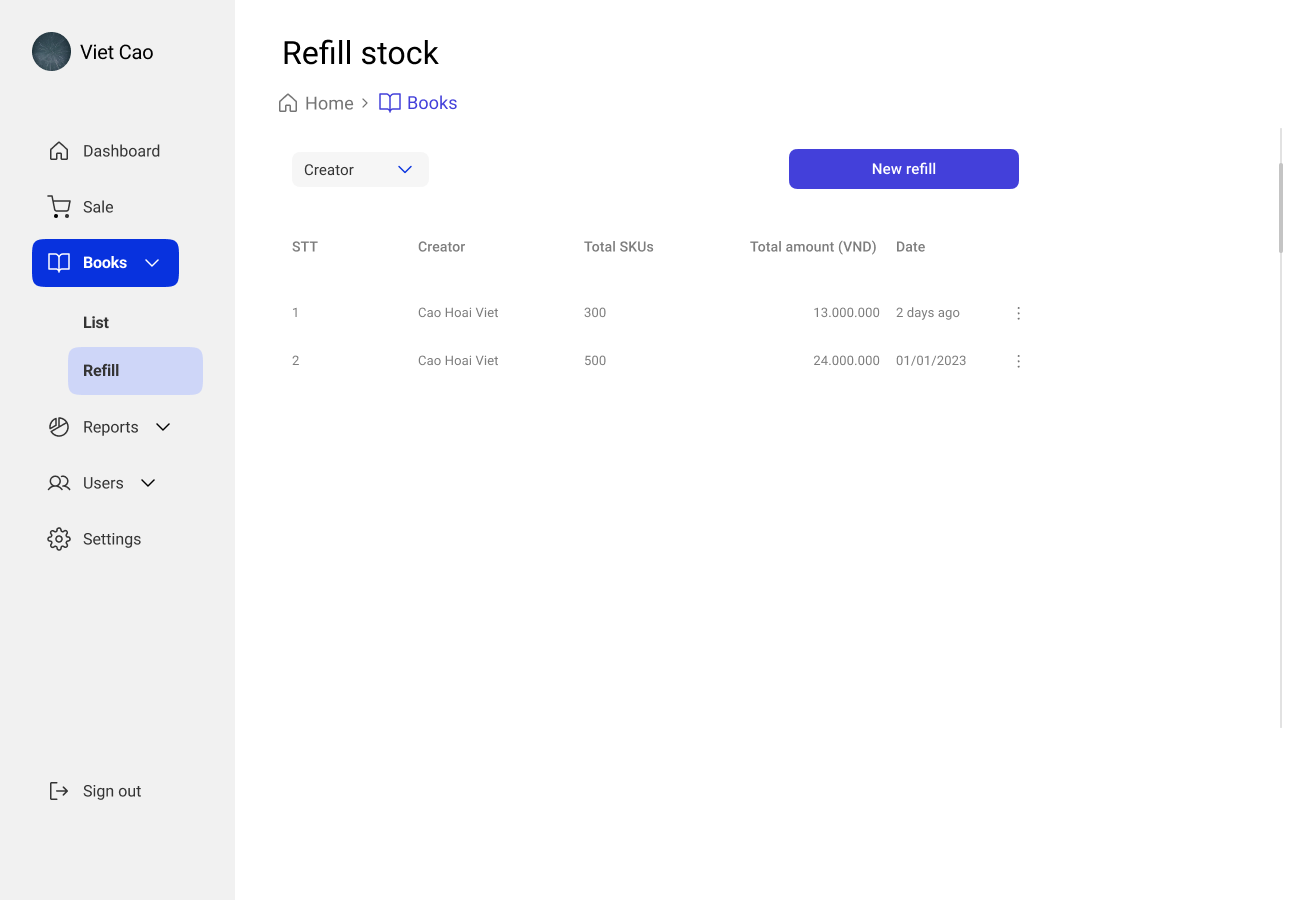 Viet Cao
Dashboard
Sale
Books
List
Refill
Reports
Users
Settings
Sign out
Refill stock
Home > Books
Creator
New refill
STT Creator Total SKUs Total amount (VND) Date
1 Cao Hoai Viet 300 13.000.000 2 days ago
2 Cao Hoai Viet 500 24.000.000 01/01/2023